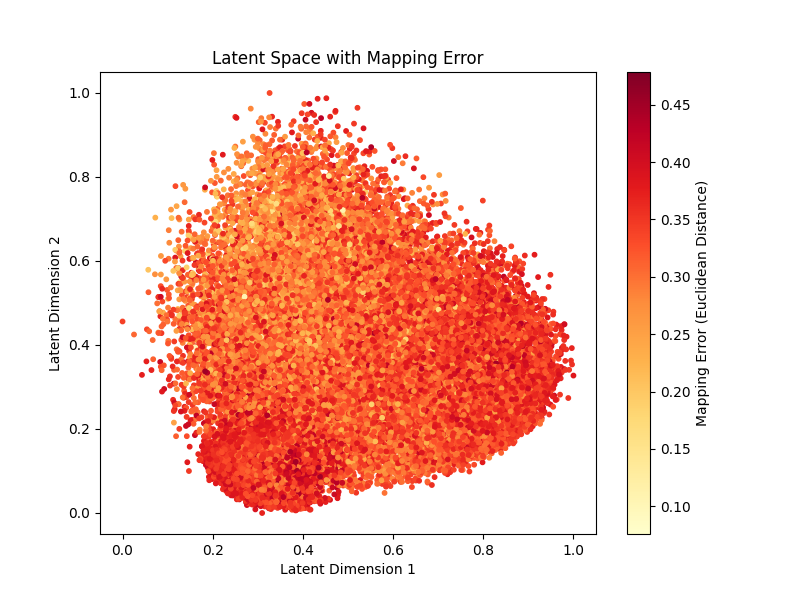 Latent Space with Mapping Error
1.0
0.8
0.6
0.4
0.2
0.0
Latent Dimension 2
0.0 0.2 0.4 0.6 0.8 1.0
Latent Dimension 1
0.45
0.40
0.35
0.30
0.25
0.20
0.15
0.10
Mapping Error (Euclidean Distance)